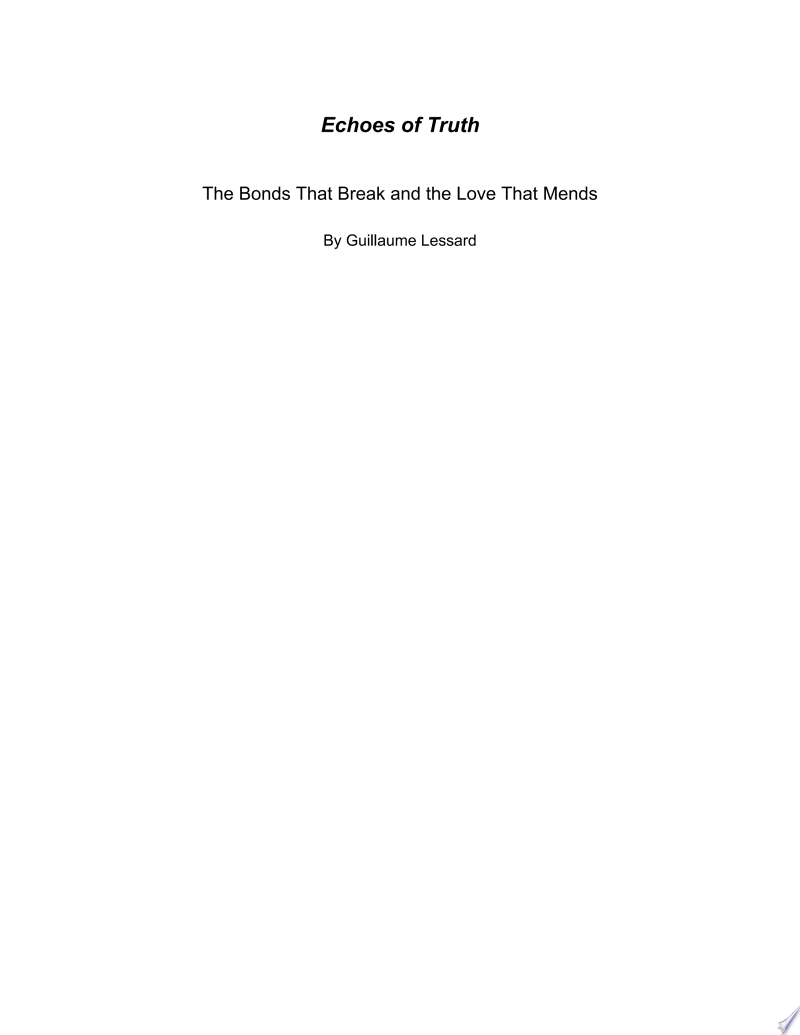 Echoes of Truth
The Bonds That Break and the Love That Mends
By Guillaume Lessard